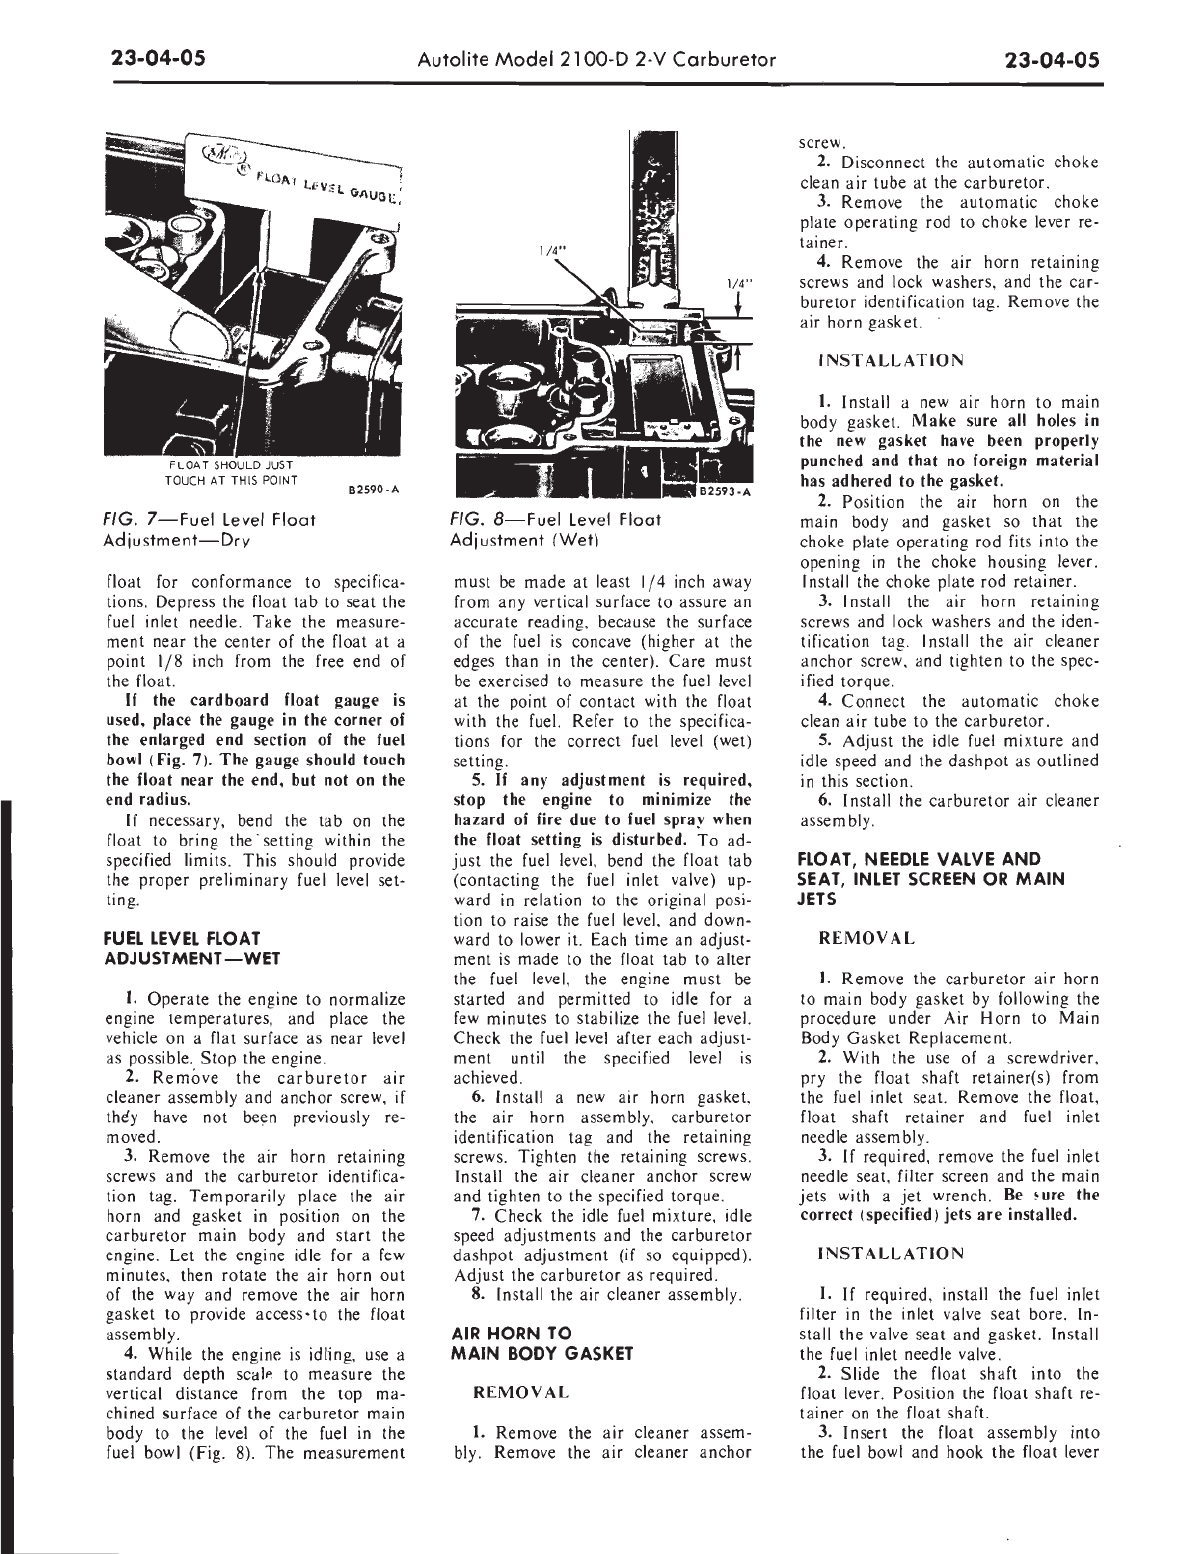 23-04-05
Autolite Model 2100-D 2-V Carburetor
23-04-05
FLOAT LEVEL GAUGE
FLOAT SHOULD JUST
TOUCH AT THIS POINT
B2590-A
FIG. 7—Fuel Level Float
Adjustment—Dry
float for conformance to specifica-
tions. Depress the float tab to seat the
fuel inlet needle. Take the measure-
ment near the center of the float at a
point 1/8 inch from the free end of
the float.
If the cardboard float gauge is
used, place the gauge in the corner of
the enlarged end section of the fuel
bowl (Fig. 7). The gauge should touch
the float near the end, but not on the
end radius.
If necessary, bend the tab on the
float to bring the setting within the
specified limits. This should provide
the proper preliminary fuel level set-
ting.
FUEL LEVEL FLOAT
ADJUSTMENT—WET
1. Operate the engine to normalize
engine temperatures, and place the
vehicle on a flat surface as near level
as possible. Stop the engine.
2. Remove the carburetor air
cleaner assembly and anchor screw, if
they have not been previously re-
moved.
3. Remove the air horn retaining
screws and the carburetor identifica-
tion tag. Temporarily place the air
horn and gasket in position on the
carburetor main body and start the
engine. Let the engine idle for a few
minutes, then rotate the air horn out
of the way and remove the air horn
gasket to provide access to the float
assembly.
4. While the engine is idling, use a
standard depth scale to measure the
vertical distance from the top ma-
chined surface of the carburetor main
body to the level of the fuel in the
fuel bowl (Fig. 8). The measurement
1/4"
1/4"
B2593-A
FIG. 8—Fuel Level Float
Adjustment (Wet)
must be made at least 1/4 inch away
from any vertical surface to assure an
accurate reading, because the surface
of the fuel is concave (higher at the
edges than in the center). Care must
be exercised to measure the fuel level
at the point of contact with the float
with the fuel. Refer to the specifica-
tions for the correct fuel level (wet)
setting.
5. If any adjustment is required,
stop the engine to minimize the
hazard of fire due to fuel spray when
the float setting is disturbed. To ad-
just the fuel level, bend the float tab
(contacting the fuel inlet valve) up-
ward in relation to the original posi-
tion to raise the fuel level, and down-
ward to lower it. Each time an adjust-
ment is made to the float tab to alter
the fuel level, the engine must be
started and permitted to idle for a
few minutes to stabilize the fuel level.
Check the fuel level after each adjust-
ment until the specified level is
achieved.
6. Install a new air horn gasket,
the air horn assembly, carburetor
identification tag and the retaining
screws. Tighten the retaining screws.
Install the air cleaner anchor screw
and tighten to the specified torque.
7. Check the idle fuel mixture, idle
speed adjustments and the carburetor
dashpot adjustment (if so equipped).
Adjust the carburetor as required.
8. Install the air cleaner assembly.
AIR HORN TO
MAIN BODY GASKET
REMOVAL
1. Remove the air cleaner assem-
bly. Remove the air cleaner anchor
screw.
2. Disconnect the automatic choke
clean air tube at the carburetor.
3. Remove the automatic choke
plate operating rod to choke lever re-
tainer.
4. Remove the air horn retaining
screws and lock washers, and the car-
buretor identification tag. Remove the
air horn gasket.
INSTALLATION
1. Install a new air horn to main
body gasket. Make sure all holes in
the new gasket have been properly
punched and that no foreign material
has adhered to the gasket.
2. Position the air horn on the
main body and gasket so that the
choke plate operating rod fits into the
opening in the choke housing lever.
Install the choke plate rod retainer.
3. Install the air horn retaining
screws and lock washers and the iden-
tification tag. Install the air cleaner
anchor screw, and tighten to the spec-
ified torque.
4. Connect the automatic choke
clean air tube to the carburetor.
5. Adjust the idle fuel mixture and
idle speed and the dashpot as outlined
in this section.
6. Install the carburetor air cleaner
assembly.
FLOAT, NEEDLE VALVE AND
SEAT, INLET SCREEN OR MAIN
JETS
REMOVAL
1. Remove the carburetor air horn
to main body gasket by following the
procedure under Air Horn to Main
Body Gasket Replacement.
2. With the use of a screwdriver,
pry the float shaft retainer(s) from
the fuel inlet seat. Remove the float,
float shaft retainer and fuel inlet
needle assembly.
3. If required, remove the fuel inlet
needle seat, filter screen and the main
jets with a jet wrench. Be sure the
correct (specified) jets are installed.
INSTALLATION
1. If required, install the fuel inlet
filter in the inlet valve seat bore. In-
stall the valve seat and gasket. Install
the fuel inlet needle valve.
2. Slide the float shaft into the
float lever. Position the float shaft re-
tainer on the float shaft.
3. Insert the float assembly into
the fuel bowl and hook the float lever